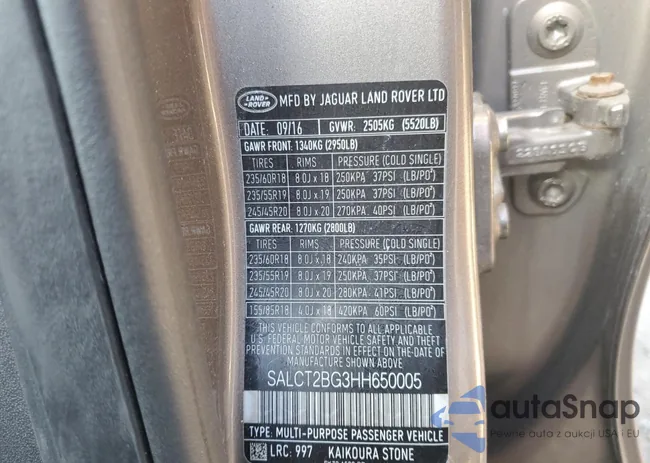 LAND
ROVER
MFD BY JAGUAR LAND ROVER LTD
DATE: 09/16 GVWR: 2505KG (5520LB)
GAWR FRONT: 1340KG (2950LB)
TIRES RIMS PRESSURE (COLD SINGLE)
235/60R18 8.0J x 18 250KPA 37PSI (LB/PO²)
235/55R19 8.0J x 19 250KPA 37PSI (LB/PO²)
245/45R20 8.0J x 20 270KPA 40PSI (LB/PO²)
GAWR REAR: 1270KG (2800LB)
TIRES RIMS PRESSURE (COLD SINGLE)
235/60R18 8.0J x 18 240KPA 35PSI (LB/PO²)
235/55R19 8.0J x 19 250KPA 37PSI (LB/PO²)
245/45R20 8.0J x 20 280KPA 41PSI (LB/PO²)
155/85R18 4.0J x 18 420KPA 60PSI (LB/PO²)
THIS VEHICLE CONFORMS TO ALL APPLICABLE
U.S. FEDERAL MOTOR VEHICLE SAFETY AND
STANDARDS IN EFFECT ON THE DATE OF
MANUFACTURE SHOWN ABOVE
SALCT2BG3HH650005
TYPE: MULTI-PURPOSE PASSENGER VEHICLE
LRC: 997 KAIKOURA STONE
autaSnap
Pewne auto z aukcji USA i EU